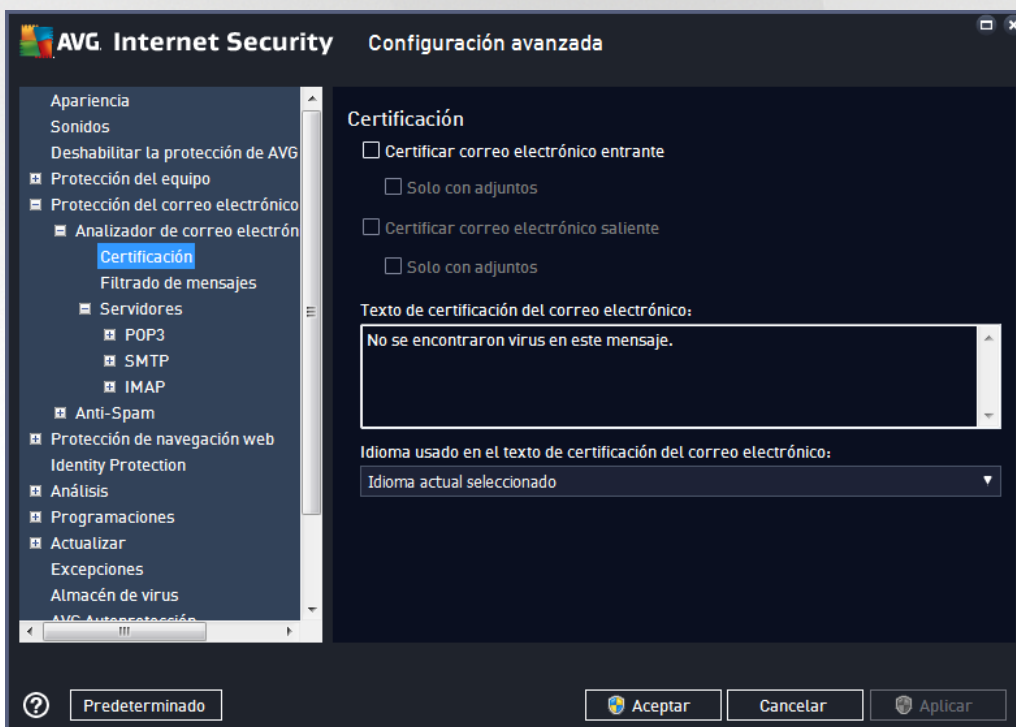 AVG. Internet Security Configuración avanzada
Apariencia
Sonidos
Deshabilitar la protección de AVG
Protección del equipo
Protección del correo electrónico
Analizador de correo electrón
Certificación
Filtrado de mensajes
Servidores
POP3
SMTP
IMAP
Anti-Spam
Protección de navegación web
Identity Protection
Análisis
Programaciones
Actualizar
Excepciones
Almacén de virus
AVG Autoprotección
Certificación
Certificar correo electrónico entrante
Solo con adjuntos
Certificar correo electrónico saliente
Solo con adjuntos
Texto de certificación del correo electrónico:
No se encontraron virus en este mensaje.
Idioma usado en el texto de certificación del correo electrónico:
Idioma actual seleccionado
Predeterminado Aceptar Cancelar Aplicar